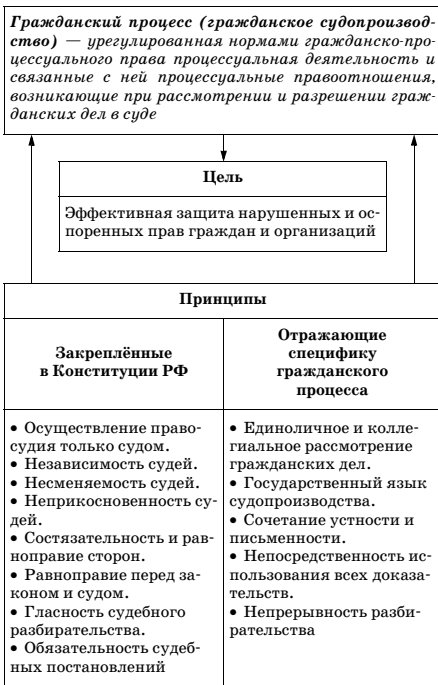 Гражданский процесс (гражданское судопроизвод-
ство) — урегулированная нормами гражданско-про-
цессуального права процессуальная деятельность и
связанные с ней процессуальные правоотношения,
возникающие при рассмотрении и разрешении граж-
данских дел в суде
Цель
Эффективная защита нарушенных и ос-
поренных прав граждан и организаций
Принципы
Закреплённые
в Конституции РФ
• Осуществление право-
судия только судом.
• Независимость судей.
• Несменяемость судей.
• Неприкосновенность су-
дей.
• Состязательность и рав-
ноправие сторон.
• Равноправие перед за-
коном и судом.
• Гласность судебного
разбирательства.
• Обязательность судеб-
ных постановлений
Отражающие
специфику
гражданского
процесса
• Единоличное и колле-
гиальное рассмотрение
гражданских дел.
• Государственный язык
судопроизводства.
• Сочетание устности и
письменности.
• Непосредственность ис-
пользования всех доказа-
тельств.
• Непрерывность разби-
рательства